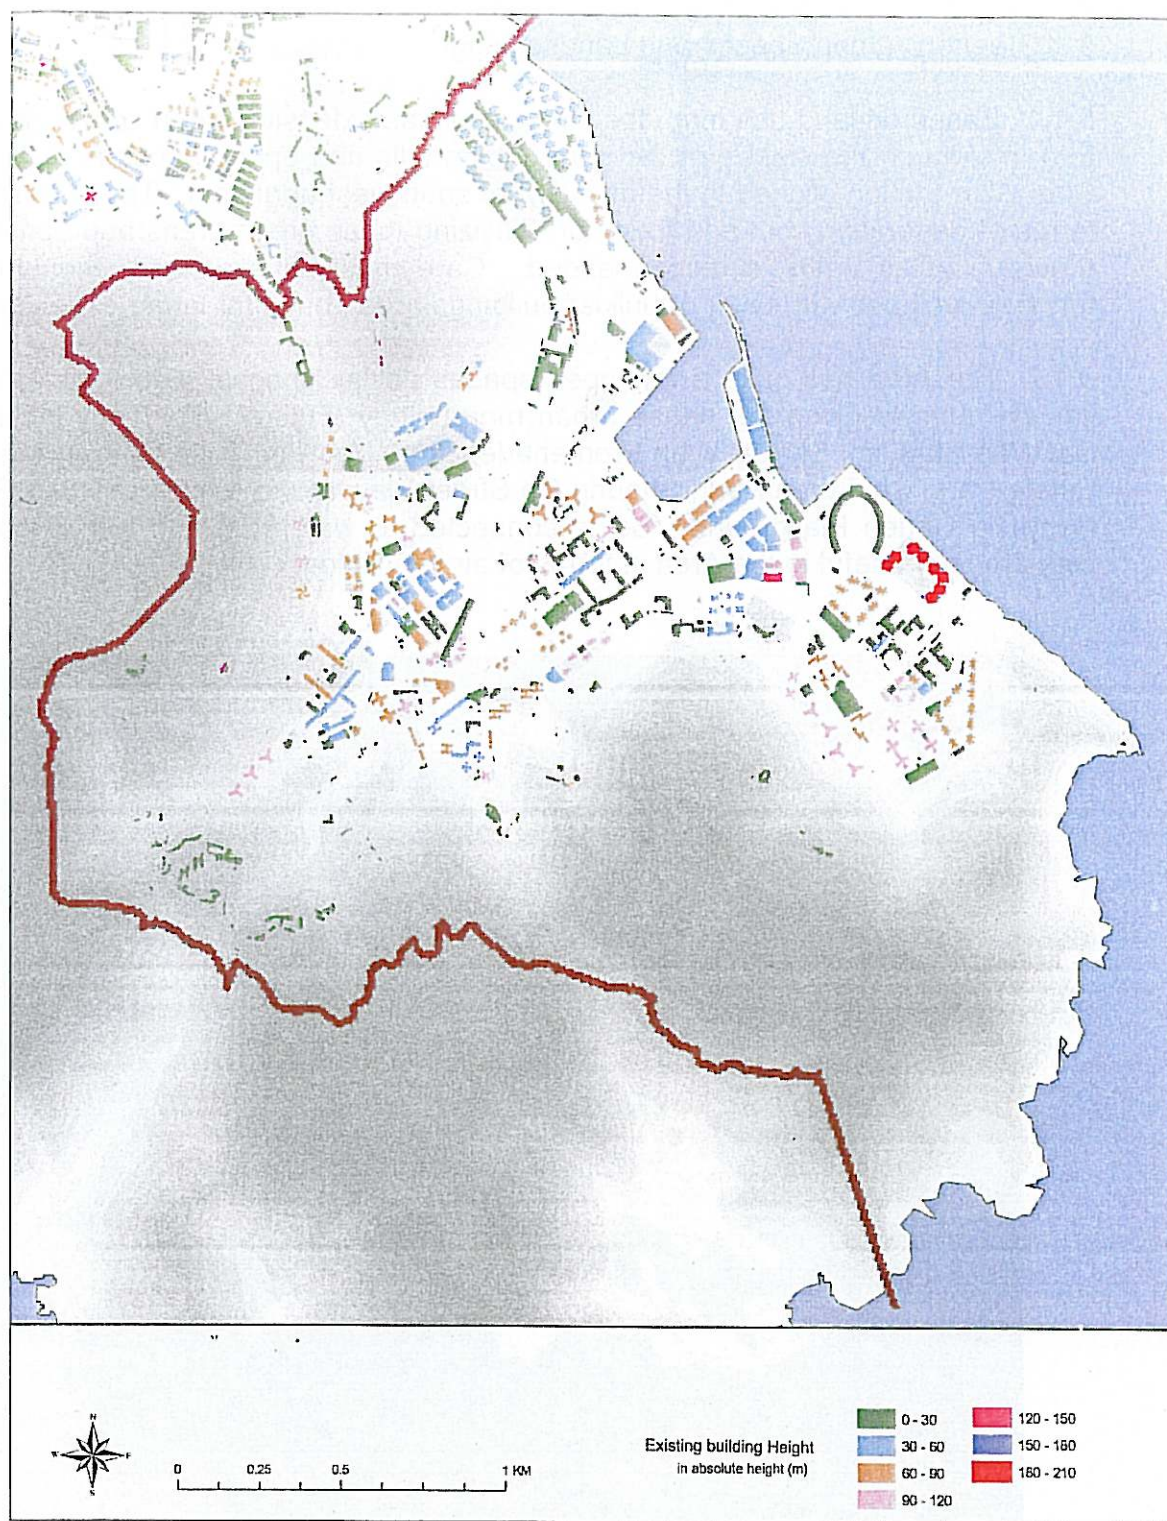 N
W
S
0 0.25 0.5 1 KM
Existing building Height
in absolute height (m)
0 - 30
30 - 60
60 - 90
90 - 120
120 - 150
150 - 180
180 - 210